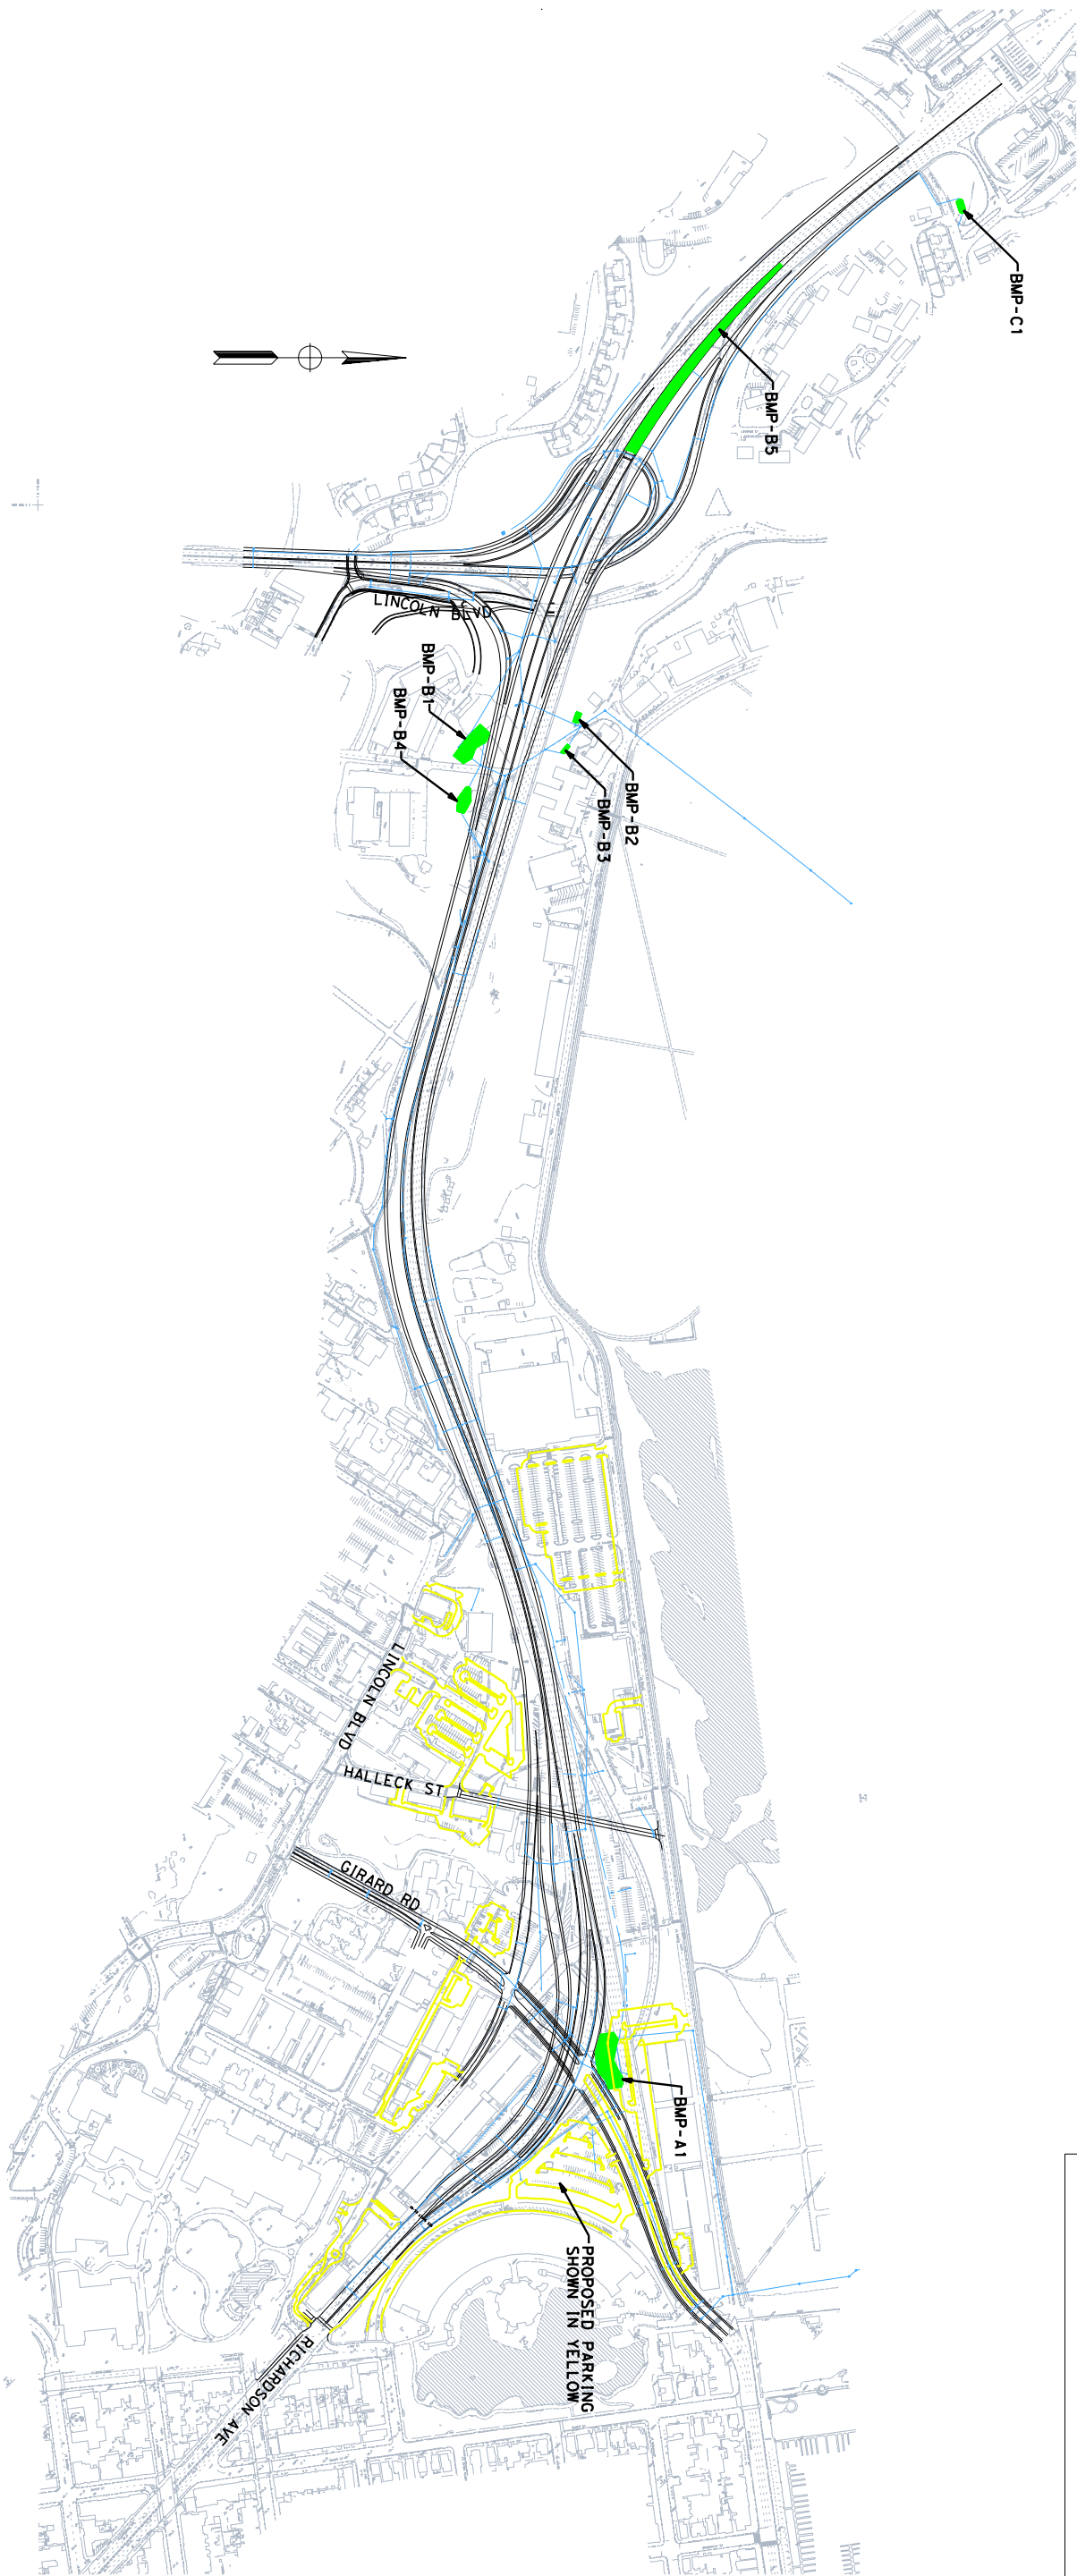 BMP-C1
BMP-B5
LINCOLN BLVD
BMP-B1
BMP-B4
BMP-B2
BMP-B3
LINCOLN BLVD
HALLECK ST
GIRARD RD
BMP-A1
PROPOSED PARKING
SHOWN IN YELLOW
RICHARDSON AVE